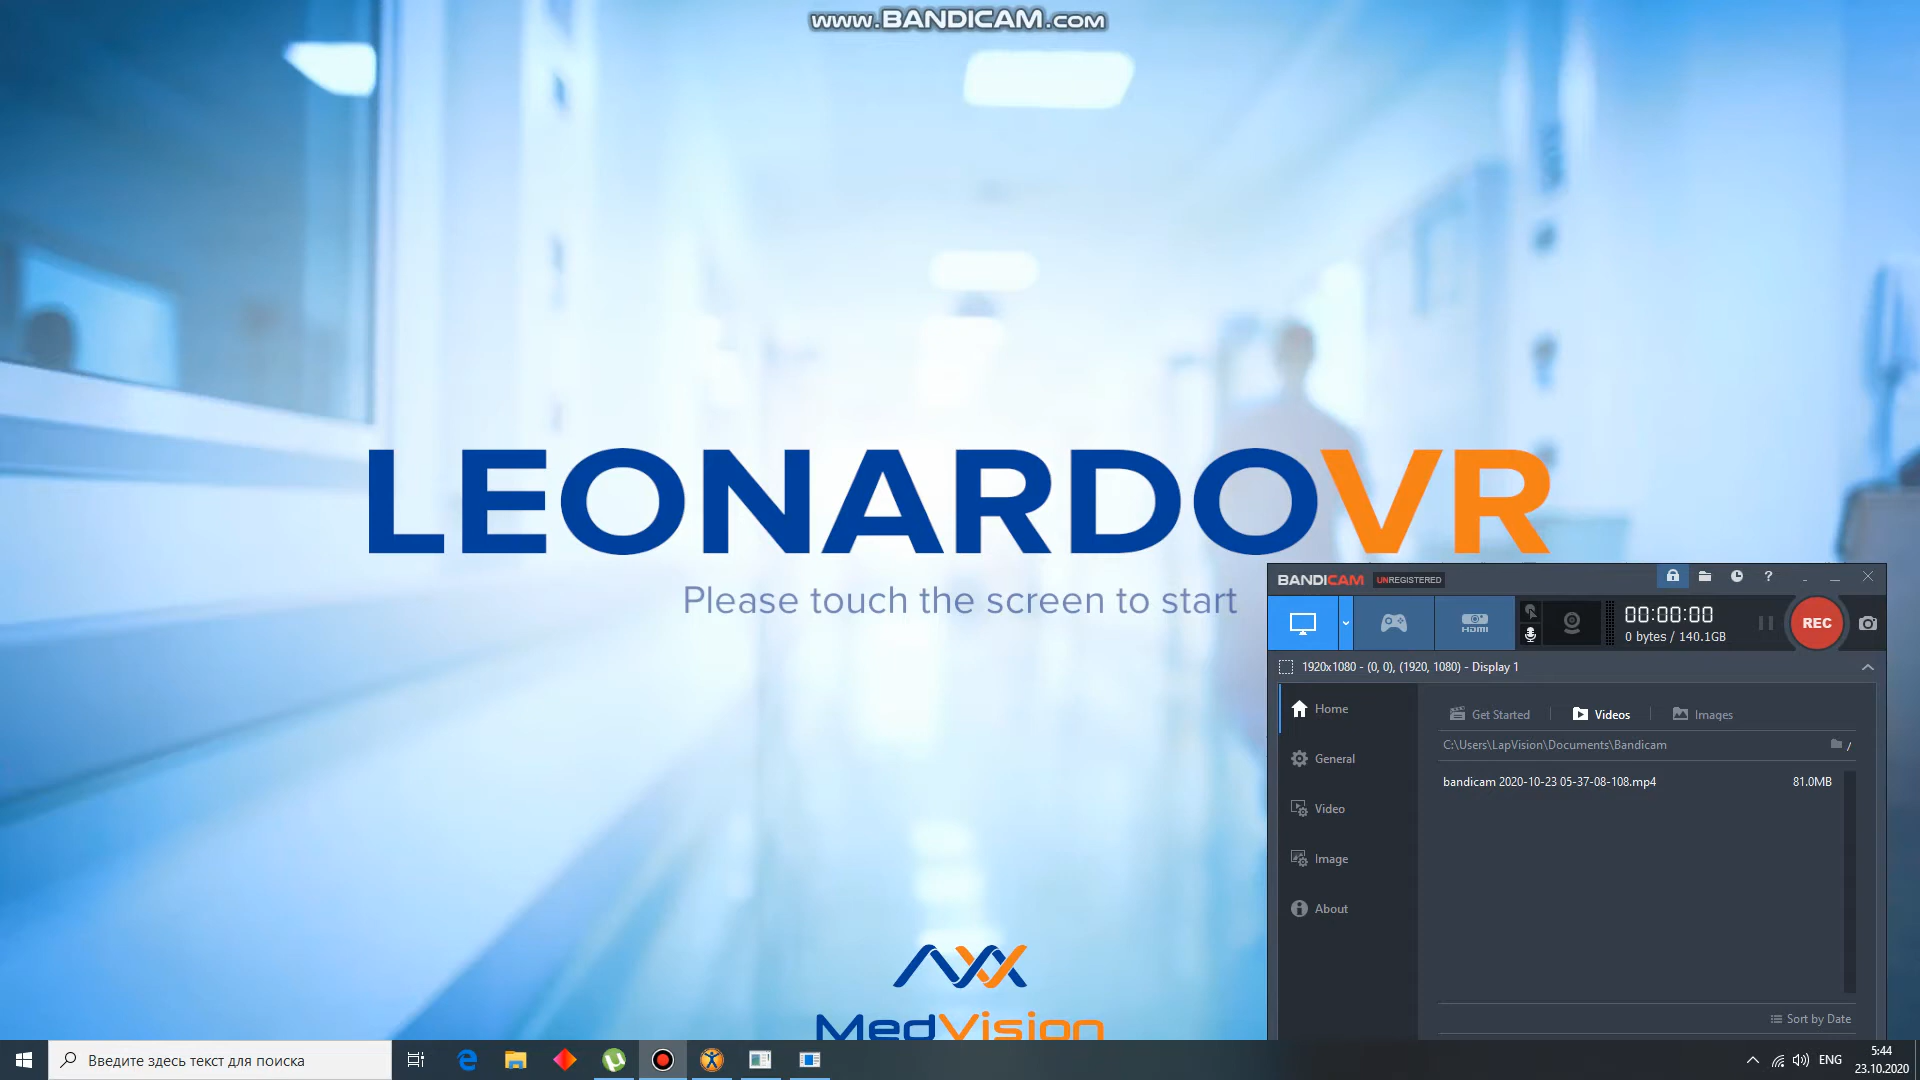 www.BANDICAM.com
LEONARDOVR
Please touch the screen to start
MedVision
BANDICAM UNREGISTERED
?
HDMI
00:00:00
0 bytes / 140.1GB
REC
1920x1080 - (0, 0), (1920, 1080) - Display 1
Home
General
Video
Image
About
Get Started
Videos
Images
C:\Users\LapVision\Documents\Bandicam
/
bandicam 2020-10-23 05-37-08-108.mp4 81.0MB
Sort by Date
Введите здесь текст для поиска
ENG
5:44
23.10.2020